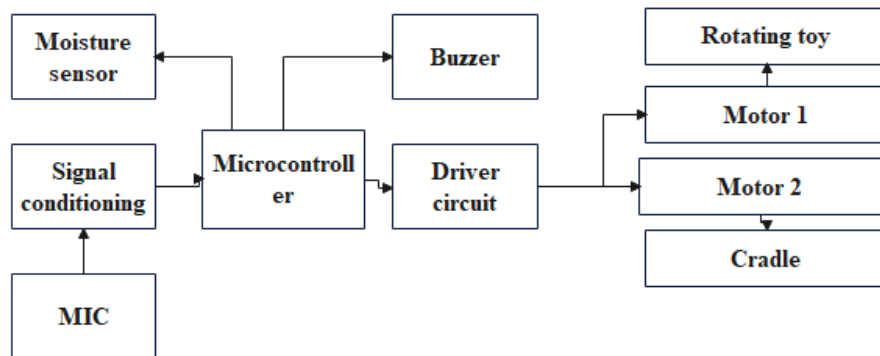 Moisture
sensor
Buzzer
Rotating toy
Motor 1
Signal
conditioning
Microcontroll
er
Driver
circuit
Motor 2
Cradle
MIC